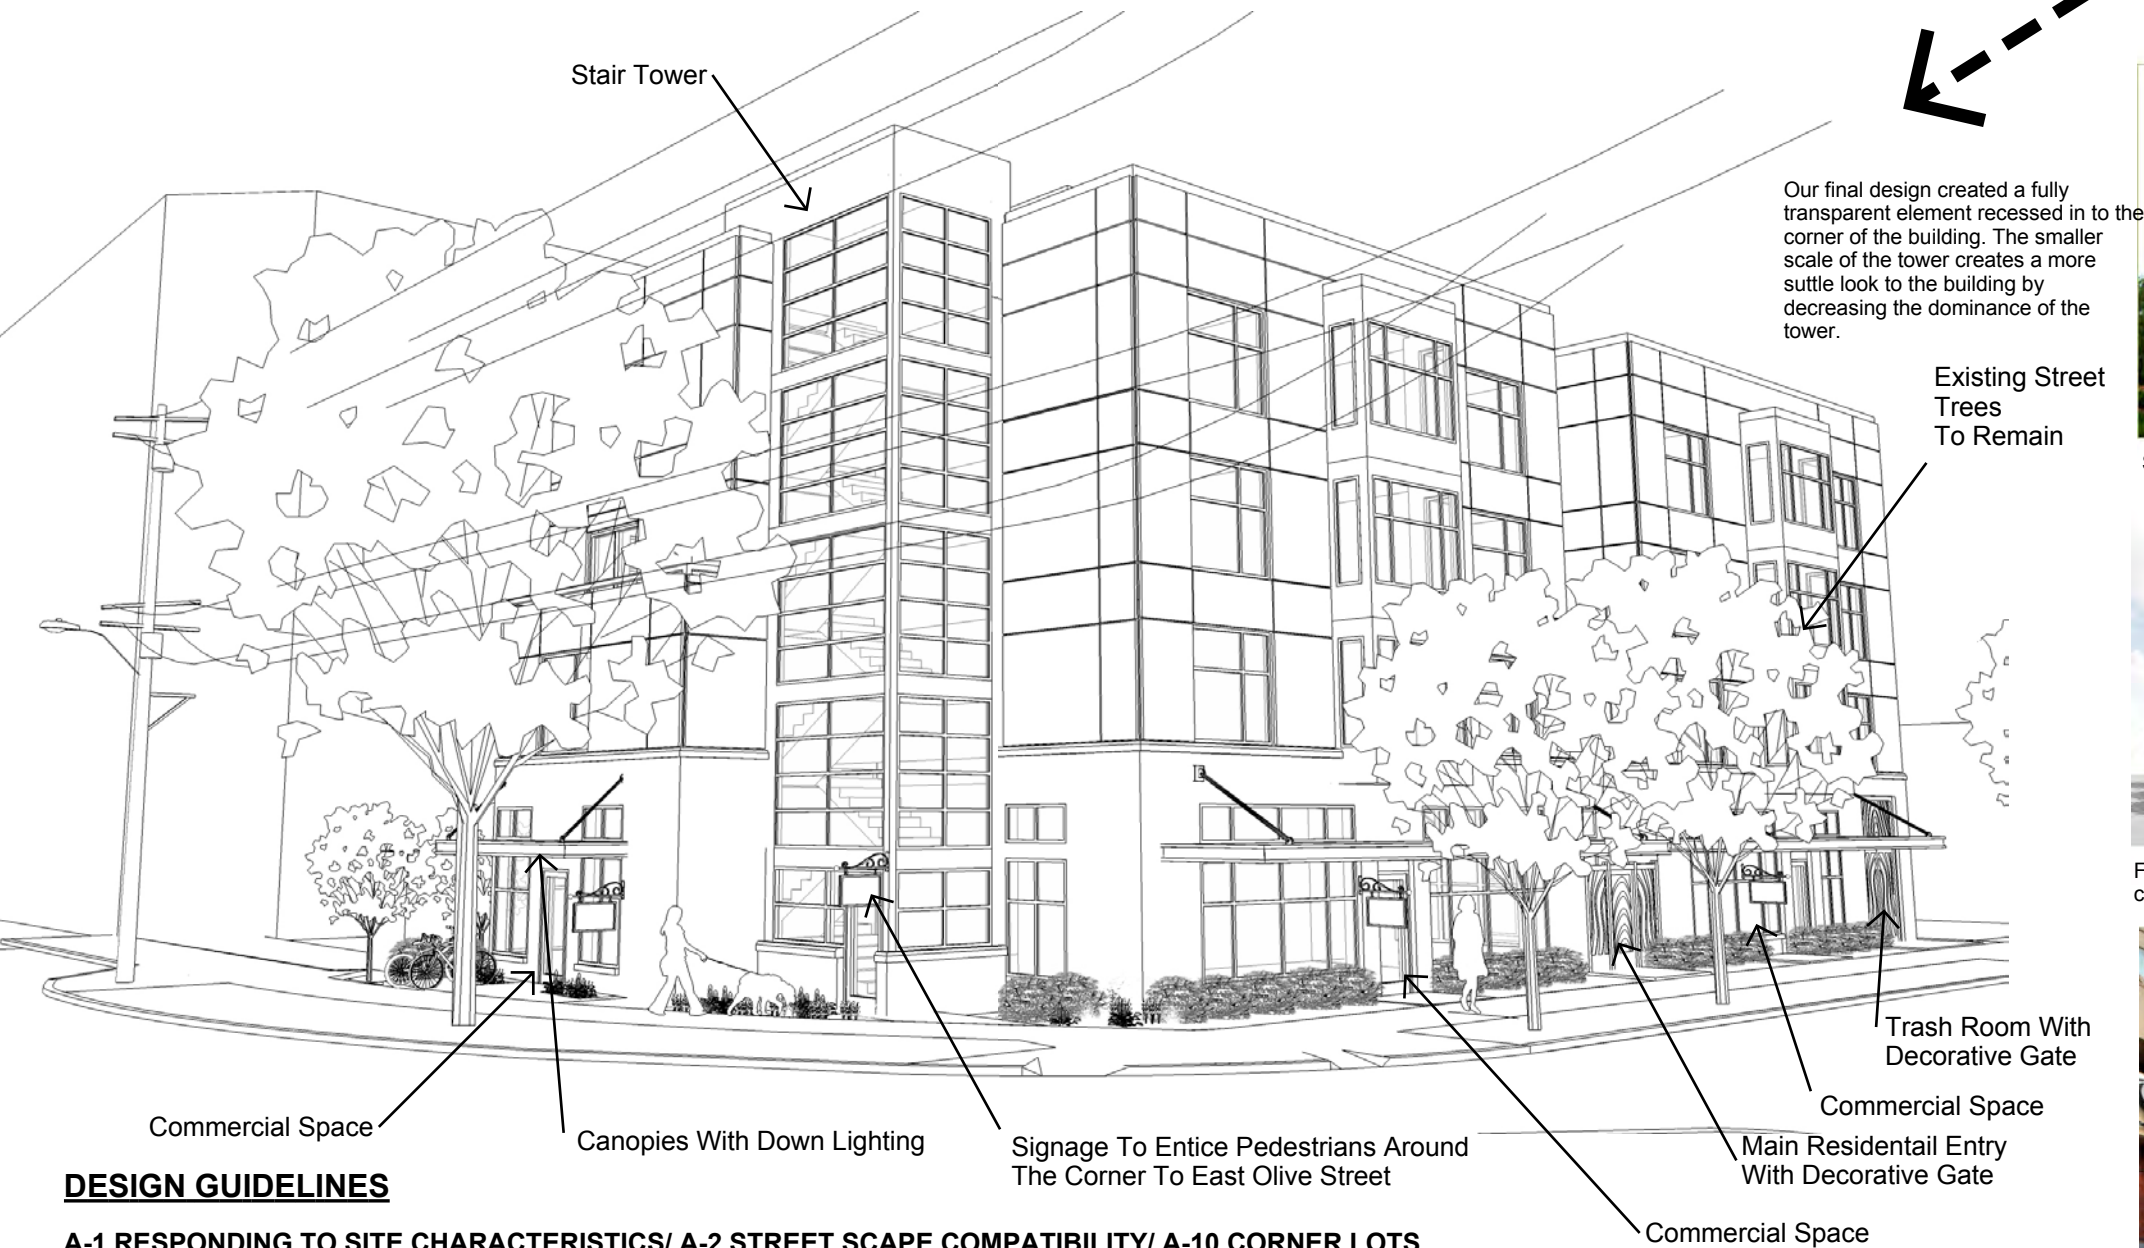 Stair Tower
Our final design created a fully
transparent element recessed in to the
corner of the building. The smaller
scale of the tower creates a more
suttle look to the building by
decreasing the dominance of the
tower.
Existing Street
Trees
To Remain
Trash Room With
Decorative Gate
Commercial Space
Main Residentail Entry
With Decorative Gate
Commercial Space
Canopies With Down Lighting
Signage To Entice Pedestrians Around
The Corner To East Olive Street
Commercial Space
DESIGN GUIDELINES
A-1 RESPONDING TO SITE CHARACTERISTICS/ A-2 STREET SCAPE COMPATIBILITY/ A-10 CORNER LOTS